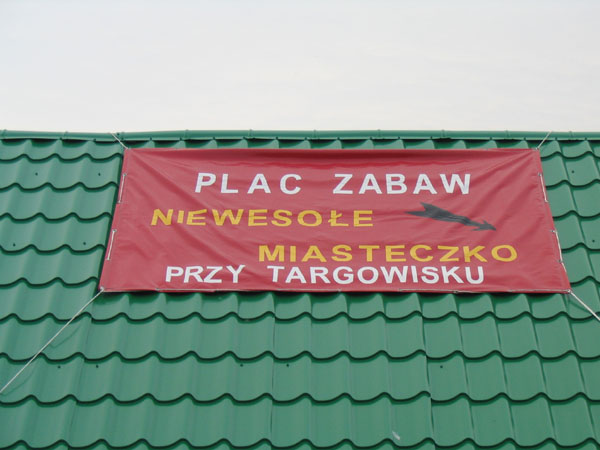 PLAC ZABAW
NIEWESOŁE
MIASTECZKO
PRZY TARGOWISKU